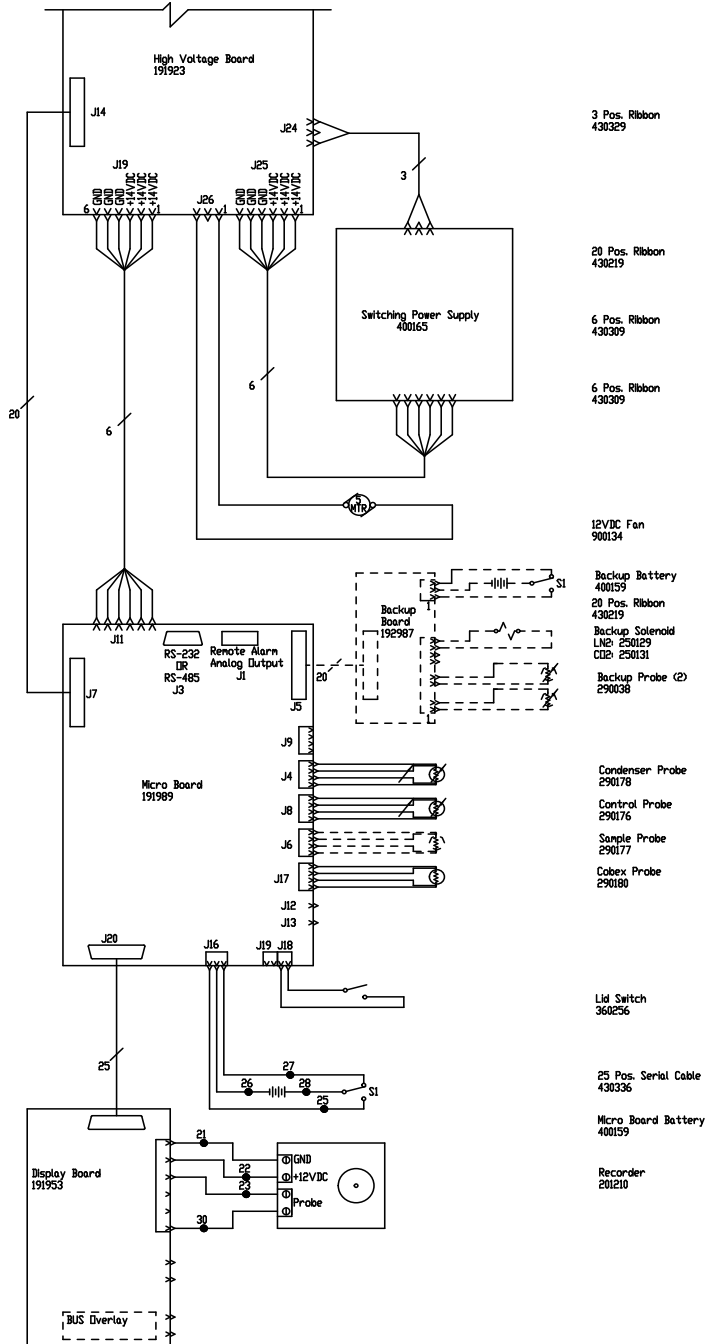 High Voltage Board
191923
J14
J24
3 Pos. Ribbon
430329
J19
GND
GND
GND
+14VDC
+14VDC
+14VDC
6
1
J26
1
J25
GND
GND
GND
+14VDC
+14VDC
+14VDC
1
3
20 Pos. Ribbon
430219
Switching Power Supply
400165
6 Pos. Ribbon
430309
6
6 Pos. Ribbon
430309
20
6
5
MTR
12VDC Fan
900134
Backup Battery
400159
S1
Backup
Board
192987
1
20 Pos. Ribbon
430219
Backup Solenoid
LN2: 250129
CO2: 250131
J11
RS-232
OR
RS-485
J3
Remote Alarm
Analog Output
J1
20
Backup Probe (2)
290038
J7
J5
1
J9
Micro Board
191989
J4
Condenser Probe
290178
J8
Control Probe
290176
J6
Sample Probe
290177
J17
Cobex Probe
290180
J12
J13
J20
J16
J19
J18
Lid Switch
360256
25
27
26
28
S1
25
25 Pos. Serial Cable
430336
Micro Board Battery
400159
21
Display Board
191953
22
23
30
GND
+12VDC
Probe
Recorder
201210
BUS Overlay